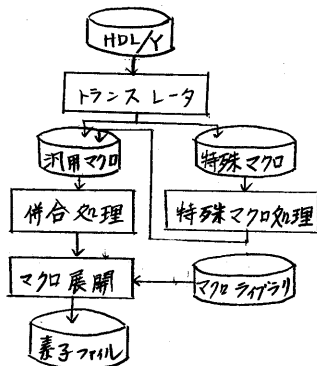 HDL/Y
トランスレータ
汎用マクロ
特殊マクロ
併合処理
特殊マクロ処理
マクロ展開
マクロライブラリ
素子ファイル